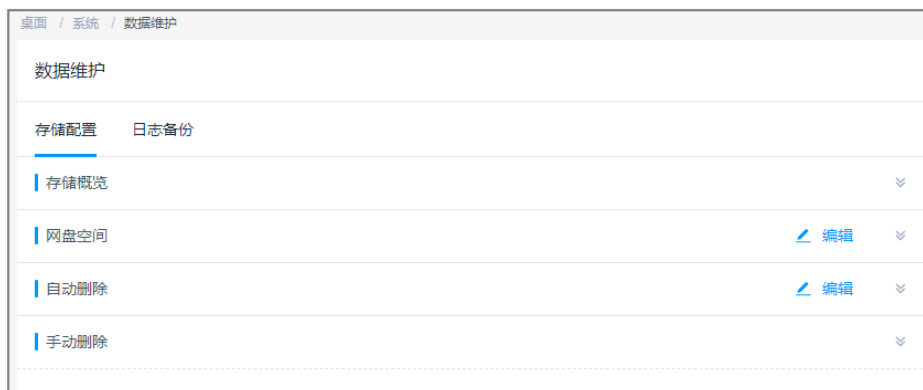 桌面 / 系统 / 数据维护
数据维护
存储配置 日志备份
存储概览
网盘空间 编辑
自动删除 编辑
手动删除